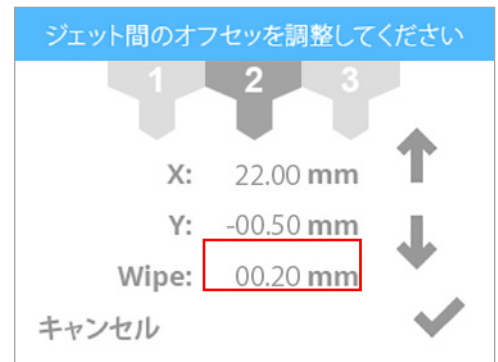 ジェット間のオフセッを調整してください
1 2 3
X: 22.00 mm
Y: -00.50 mm
Wipe: 00.20 mm
キャンセル